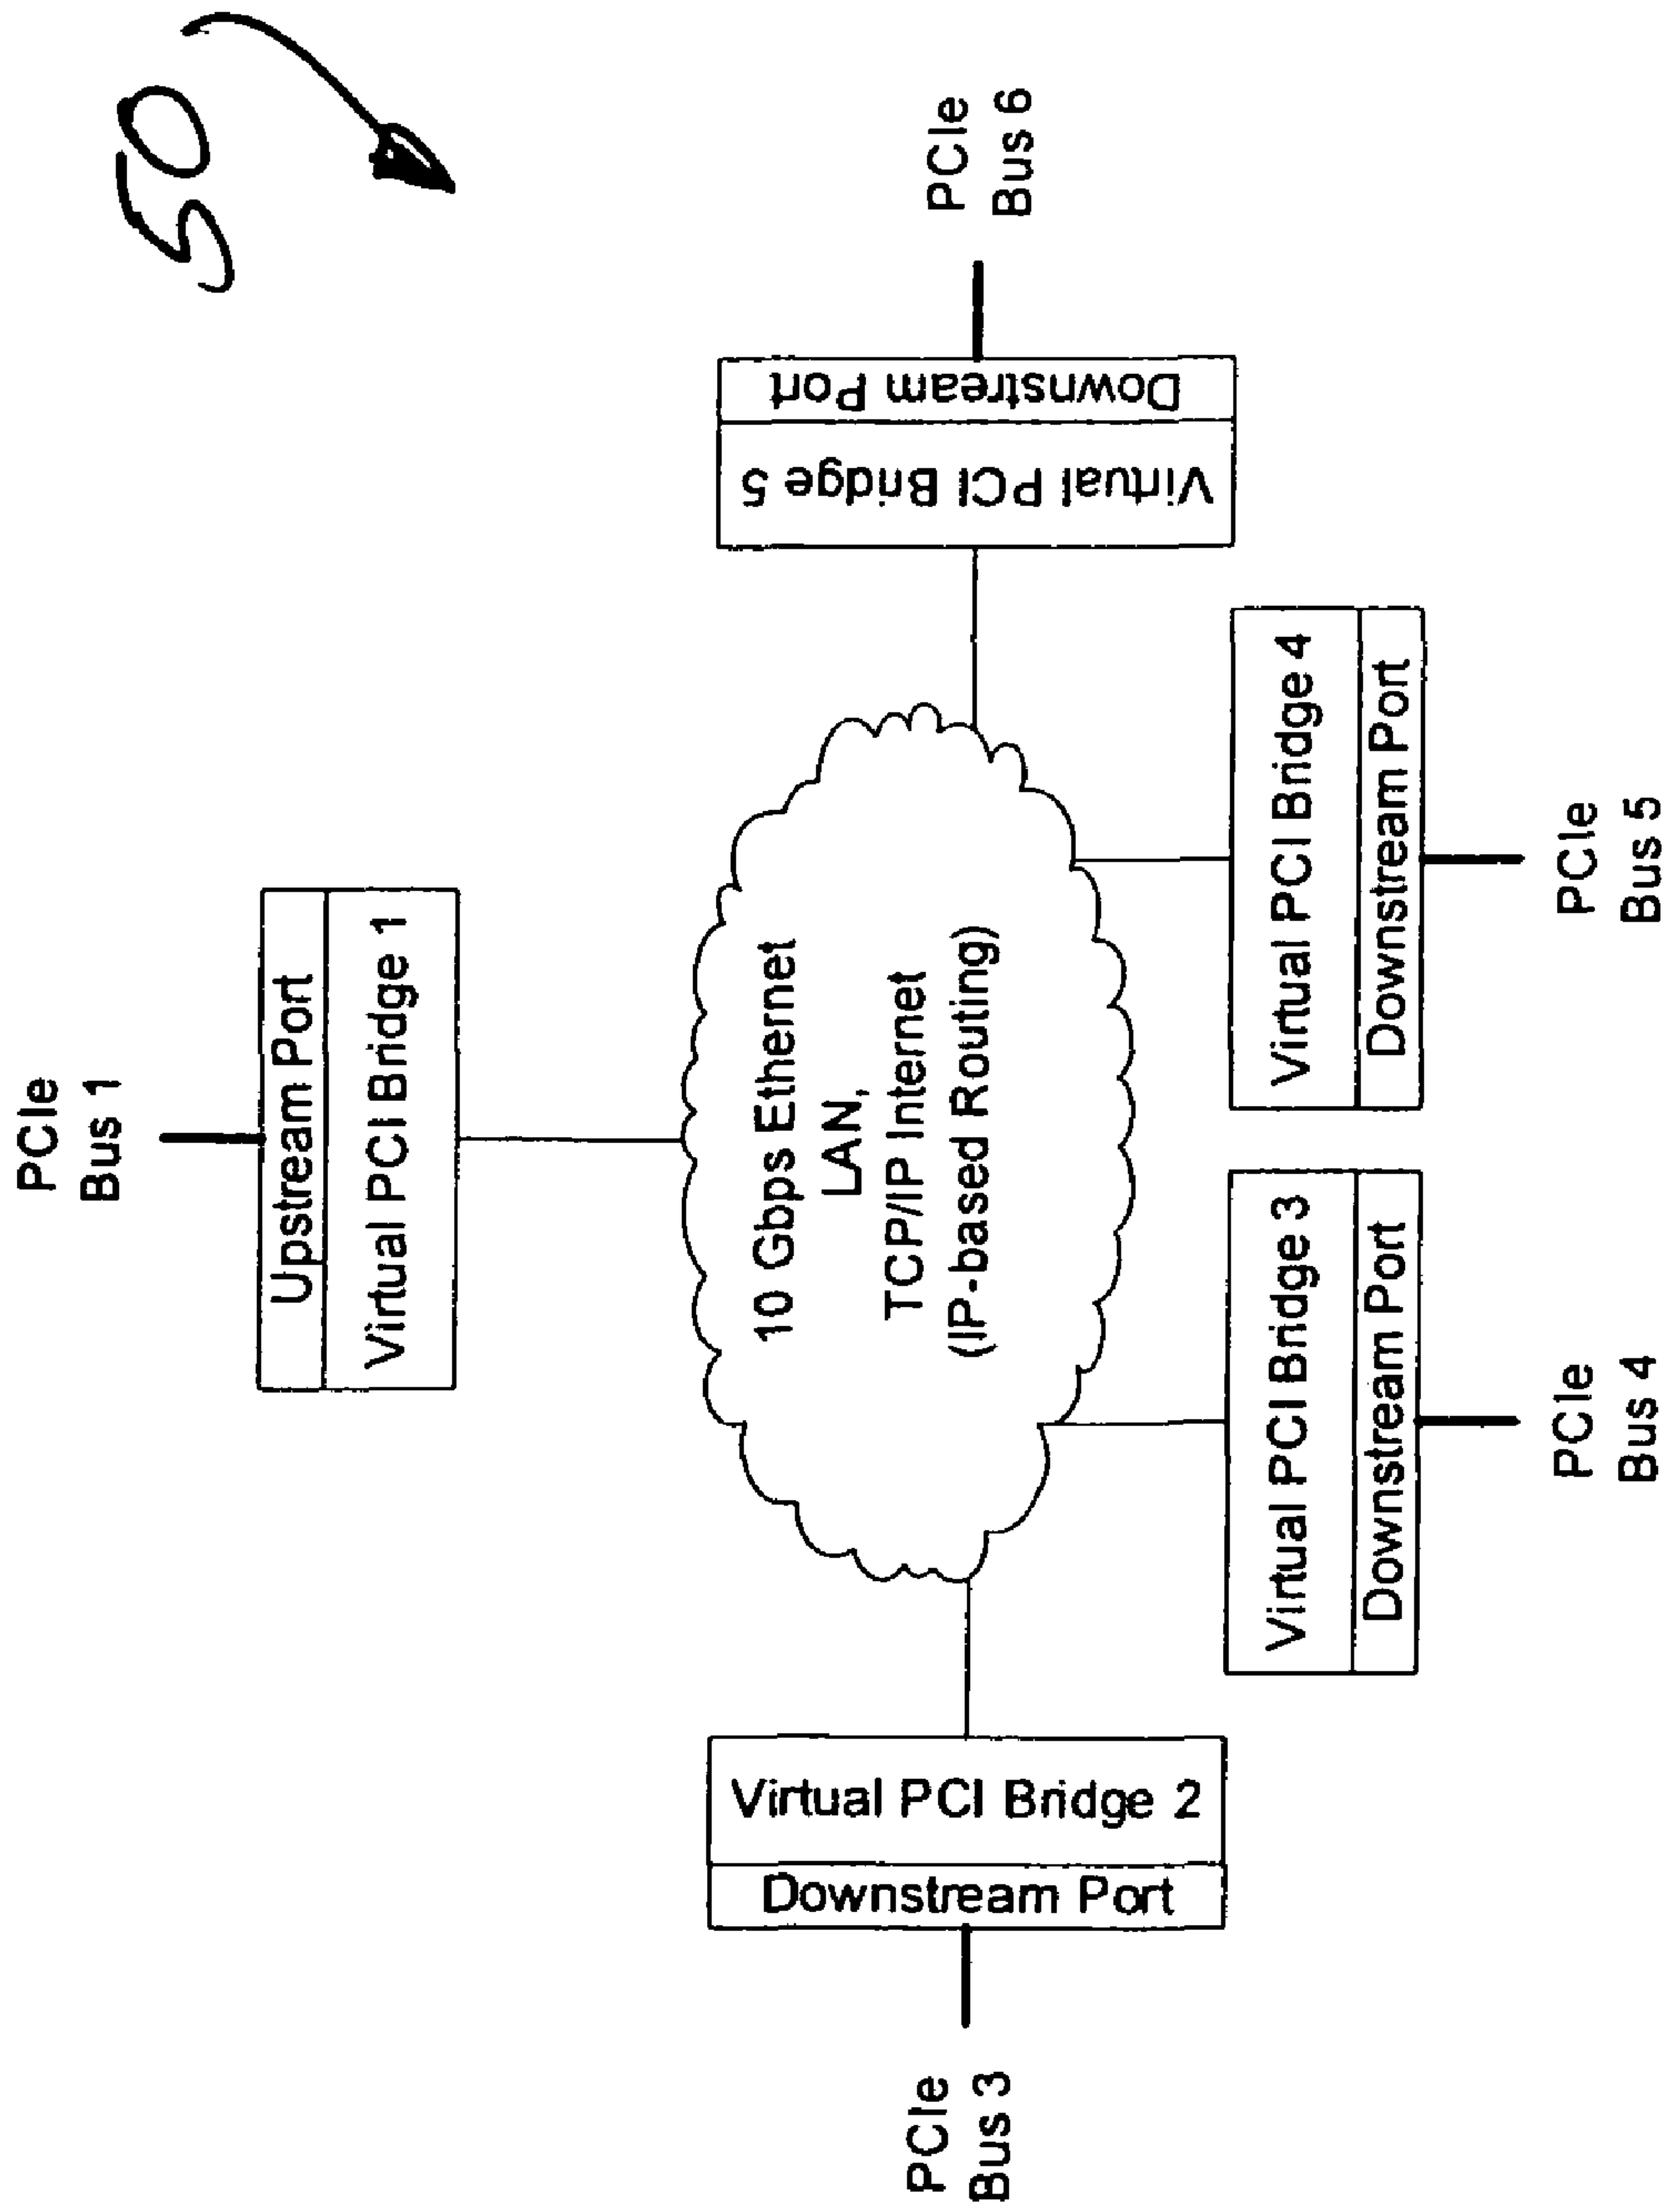 50
PCIe
Bus 1
Upstream Port
Virtual PCI Bridge 1
10 Gbps Ethernet
LAN,
TCP/IP Internet
(IP-based Routing)
PCIe
Bus 3
Downstream Port
Virtual PCI Bridge 2
Virtual PCI Bridge 3
Downstream Port
PCIe
Bus 4
Virtual PCI Bridge 4
Downstream Port
PCIe
Bus 5
Virtual PCI Bridge 5
Downstream Port
PCIe
Bus 6